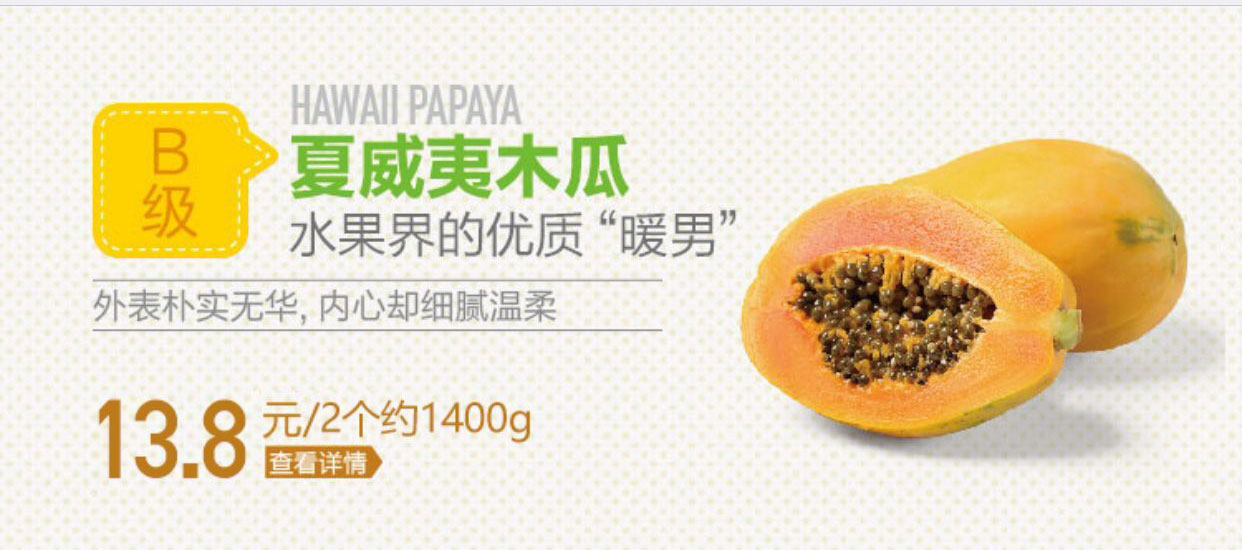 B
级
HAWAII PAPAYA
夏威夷木瓜
水果界的优质“暖男”
外表朴实无华, 内心却细腻温柔
13.8 元/2个约1400g
查看详情